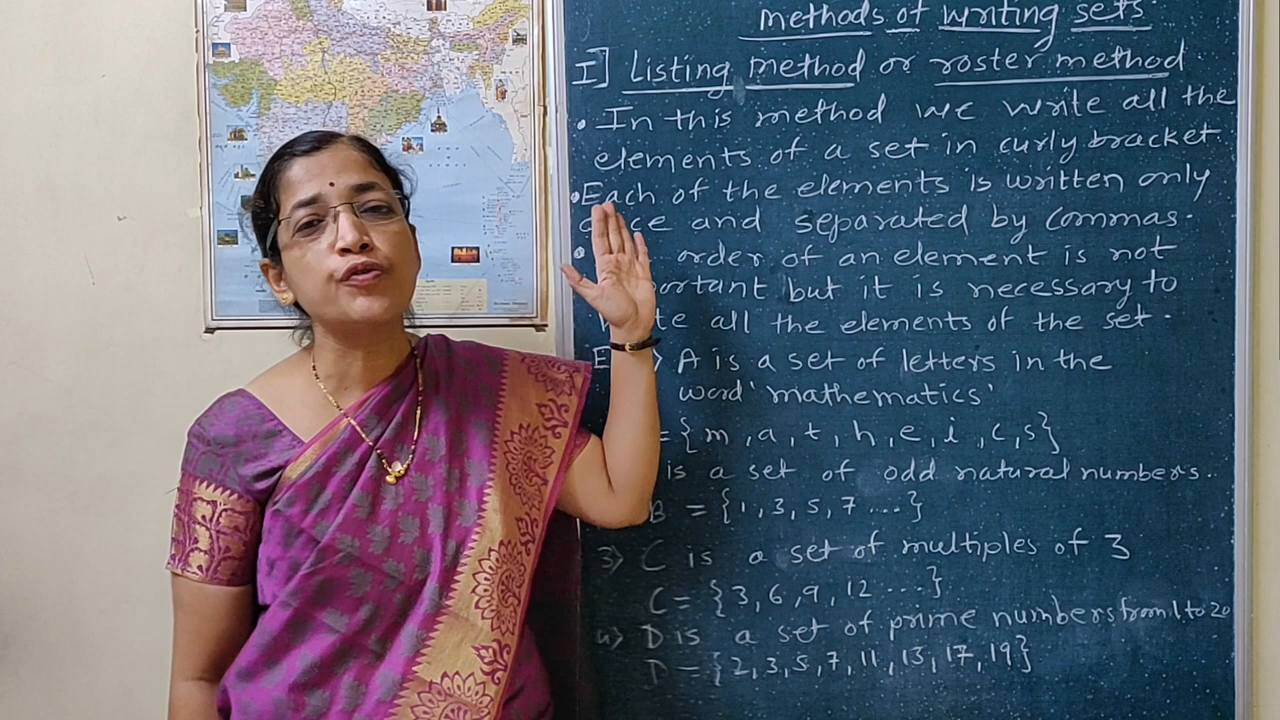 methods of writing sets
I] Listing method or roster method
• In this method we write all the
elements of a set in curly bracket.
• Each of the elements is written only
and separated by commas.
• order of an element is not
but it is necessary to
all the elements of the set.
A is a set of letters in the
word 'mathematics'
= {m, a, t, h, e, i, c, s}
is a set of odd natural numbers.
B = {1, 3, 5, 7 ....}
3) C is a set of multiples of 3
C = {3, 6, 9, 12 ....}
4) D is a set of prime numbers from 1 to 20
D = {2, 3, 5, 7, 11, 13, 17, 19}